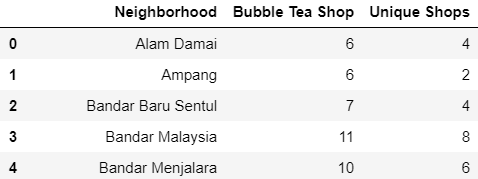 Neighborhood Bubble Tea Shop Unique Shops
0 Alam Damai 6 4
1 Ampang 6 2
2 Bandar Baru Sentul 7 4
3 Bandar Malaysia 11 8
4 Bandar Menjalara 10 6